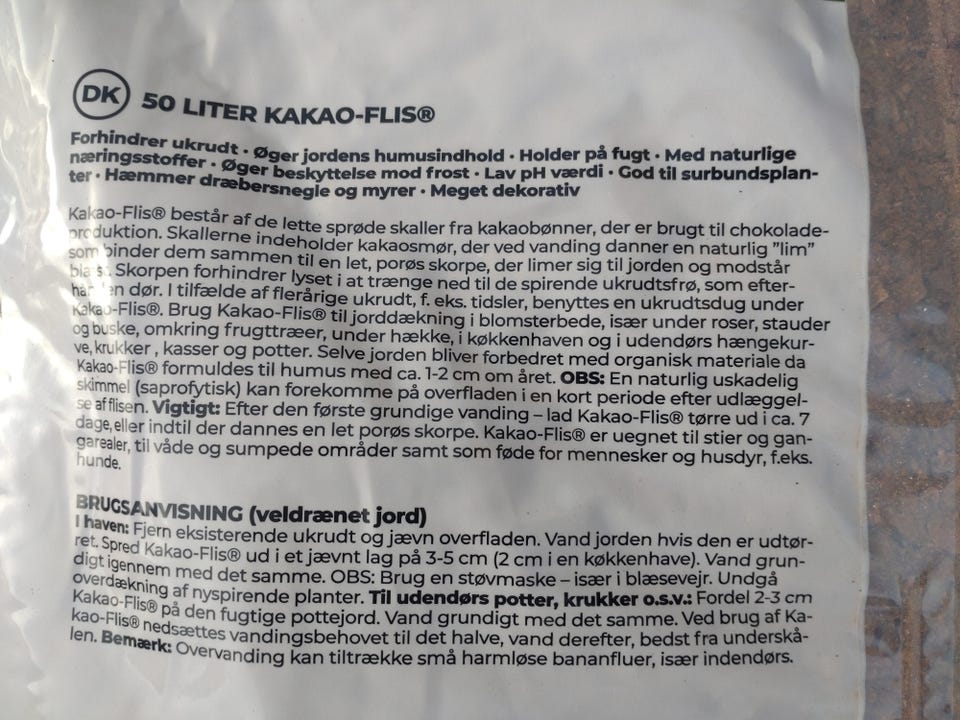 DK 50 LITER KAKAO-FLIS®
Forhindrer ukrudt • Øger jordens humusindhold • Holder på fugt • Med naturlige
næringsstoffer • Øger beskyttelse mod frost • Lav pH værdi • God til surbundsplan-
ter • Hæmmer dræbersnegle og myrer • Meget dekorativ
Kakao-Flis® består af de lette sprøde skaller fra kakaobønner, der er brugt til chokolade-
produktion. Skallerne indeholder kakaosmør, der ved vanding danner en naturlig "lim"
som binder dem sammen til en let, porøs skorpe, der limer sig til jorden og modstår
blæst. Skorpen forhindrer lyset i at trænge ned til de spirende ukrudtsfrø, som efter-
hånden dør. I tilfælde af flerårige ukrudt, f. eks. tidsler, benyttes en ukrudtsdug under
Kakao-Flis®. Brug Kakao-Flis® til jorddækning i blomsterbede, især under roser, stauder
og buske, omkring frugttræer, under hække, i køkkenhaven og i udendørs hængekur-
ve, krukker , kasser og potter. Selve jorden bliver forbedret med organisk materiale da
Kakao-Flis® formuldes til humus med ca. 1-2 cm om året. OBS: En naturlig uskadelig
skimmel (saprofytisk) kan forekomme på overfladen i en kort periode efter udlæggel-
se af flisen. Vigtigt: Efter den første grundige vanding – lad Kakao-Flis® tørre ud i ca. 7
dage, eller indtil der dannes en let porøs skorpe. Kakao-Flis® er uegnet til stier og gan-
garealer, til våde og sumpede områder samt som føde for mennesker og husdyr, f.eks.
hunde.
BRUGSANVISNING (veldrænet jord)
I haven: Fjern eksisterende ukrudt og jævn overfladen. Vand jorden hvis den er udtør-
ret. Spred Kakao-Flis® ud i et jævnt lag på 3-5 cm (2 cm i en køkkenhave). Vand grun-
digt igennem med det samme. OBS: Brug en støvmaske – især i blæsevejr. Undgå
overdækning af nyspirende planter. Til udendørs potter, krukker o.s.v.: Fordel 2-3 cm
Kakao-Flis® på den fugtige pottejord. Vand grundigt med det samme. Ved brug af Ka-
kao-Flis® nedsættes vandingsbehovet til det halve, vand derefter, bedst fra underskå-
len. Bemærk: Overvanding kan tiltrække små harmløse bananfluer, især indendørs.